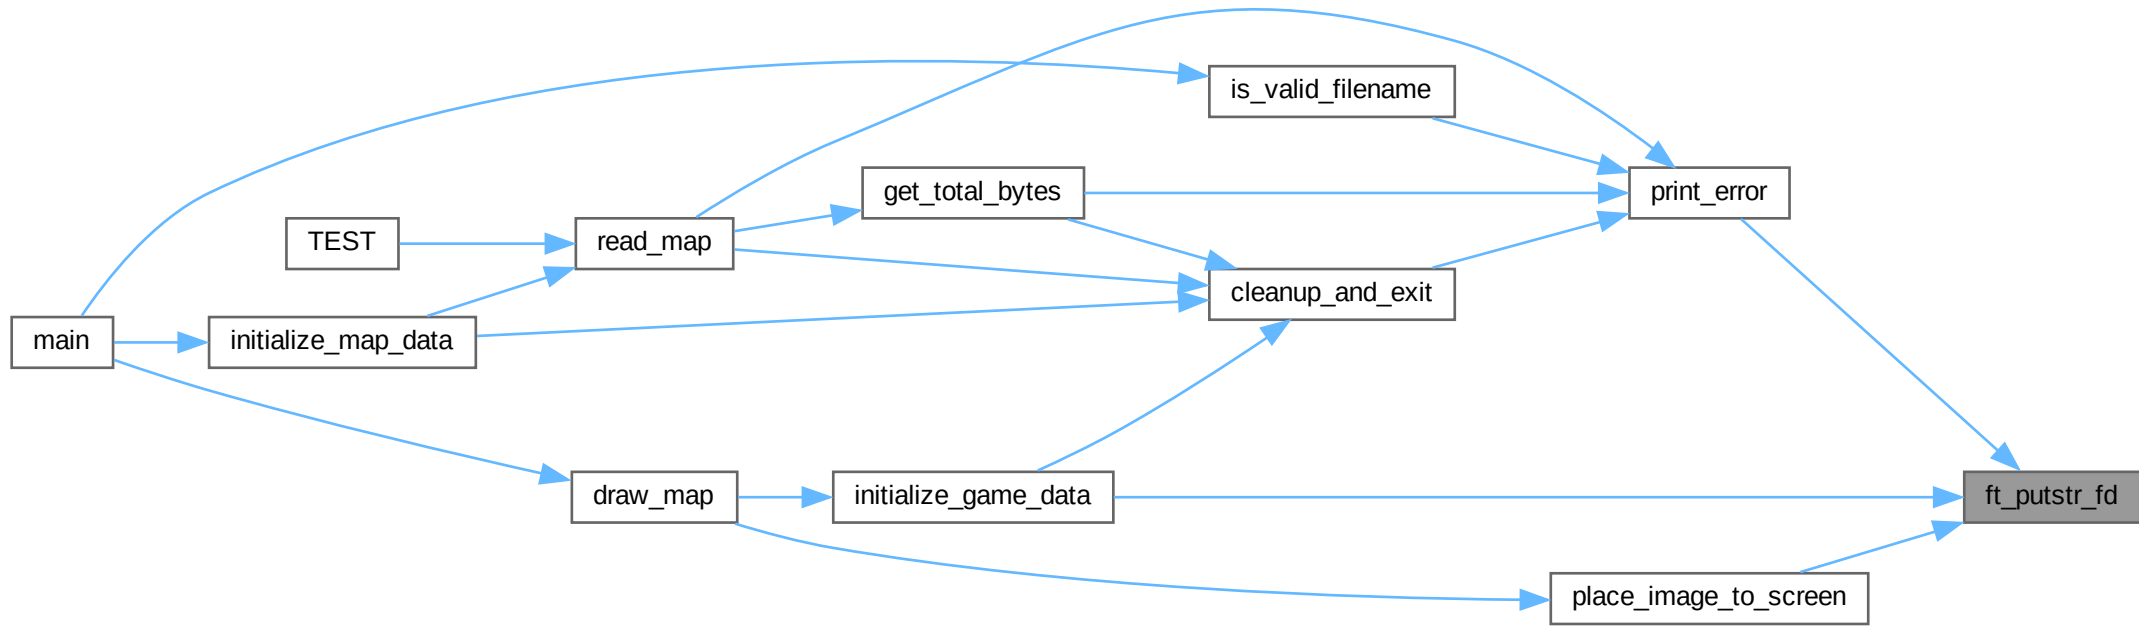 is_valid_filename
get_total_bytes
print_error
TEST
read_map
cleanup_and_exit
main
initialize_map_data
draw_map
initialize_game_data
ft_putstr_fd
place_image_to_screen